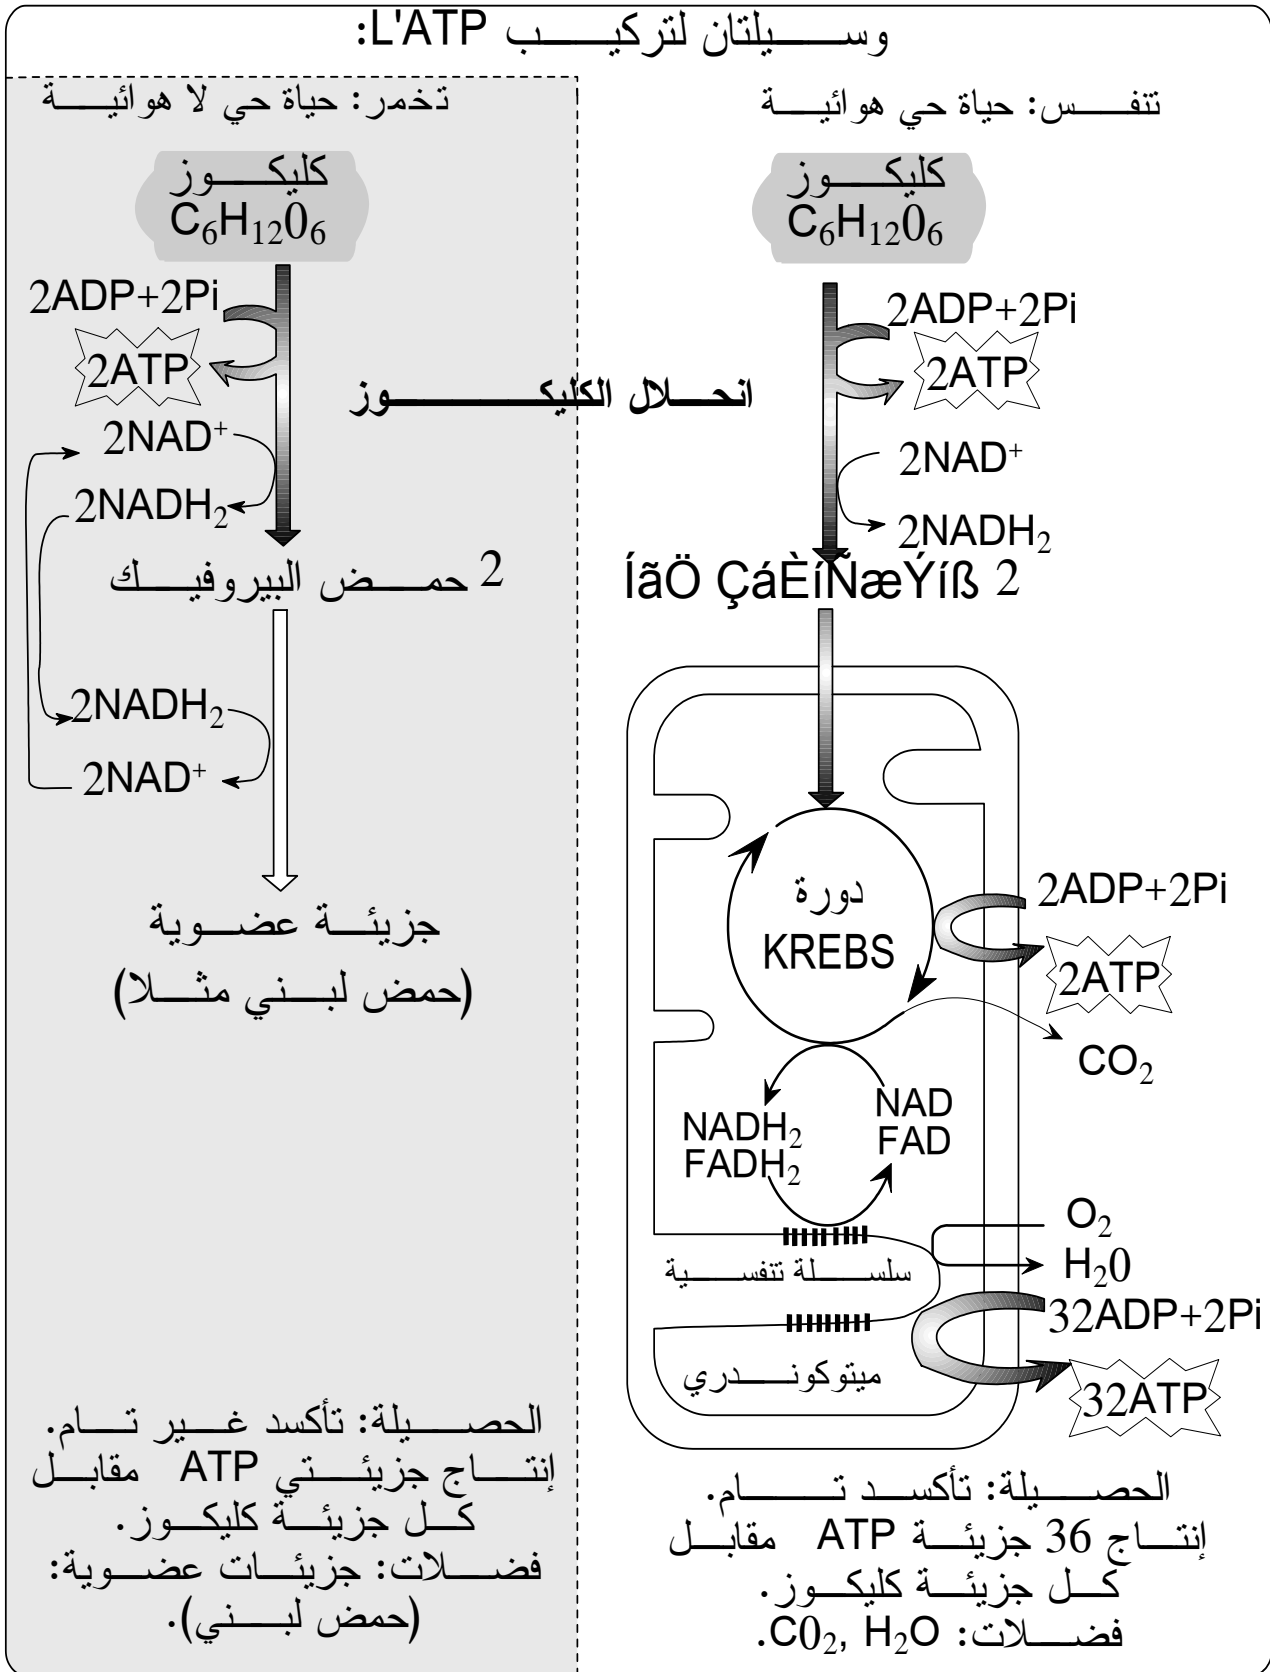 وسيلتان لتركيب L'ATP:
تنفس: حياة حي هوائية
كليكوز
C₆H₁₂0₆
2ADP+2Pi
2ATP
2NAD⁺
2NADH₂
ÍãÖ ÇáÈíÑæÝíß 2
دورة
KREBS
2ADP+2Pi
2ATP
CO₂
NADH₂
FADH₂
NAD
FAD
O₂
H₂0
سلسلة تنفسية
32ADP+2Pi
32ATP
ميتوكوندري
الحصيلة: تأكسد تام.
إنتاج 36 جزيئة ATP مقابل
كل جزيئة كليكوز.
فضلات: C0₂, H₂O.
انحلال الكليكوز
تخمر: حياة حي لا هوائية
كليكوز
C₆H₁₂0₆
2ADP+2Pi
2ATP
2NAD⁺
2NADH₂
2 حمض البيروفيك
2NADH₂
2NAD⁺
جزيئة عضوية
(حمض لبني مثلا)
الحصيلة: تأكسد غير تام.
إنتاج جزيئتي ATP مقابل
كل جزيئة كليكوز.
فضلات: جزيئات عضوية:
(حمض لبني).